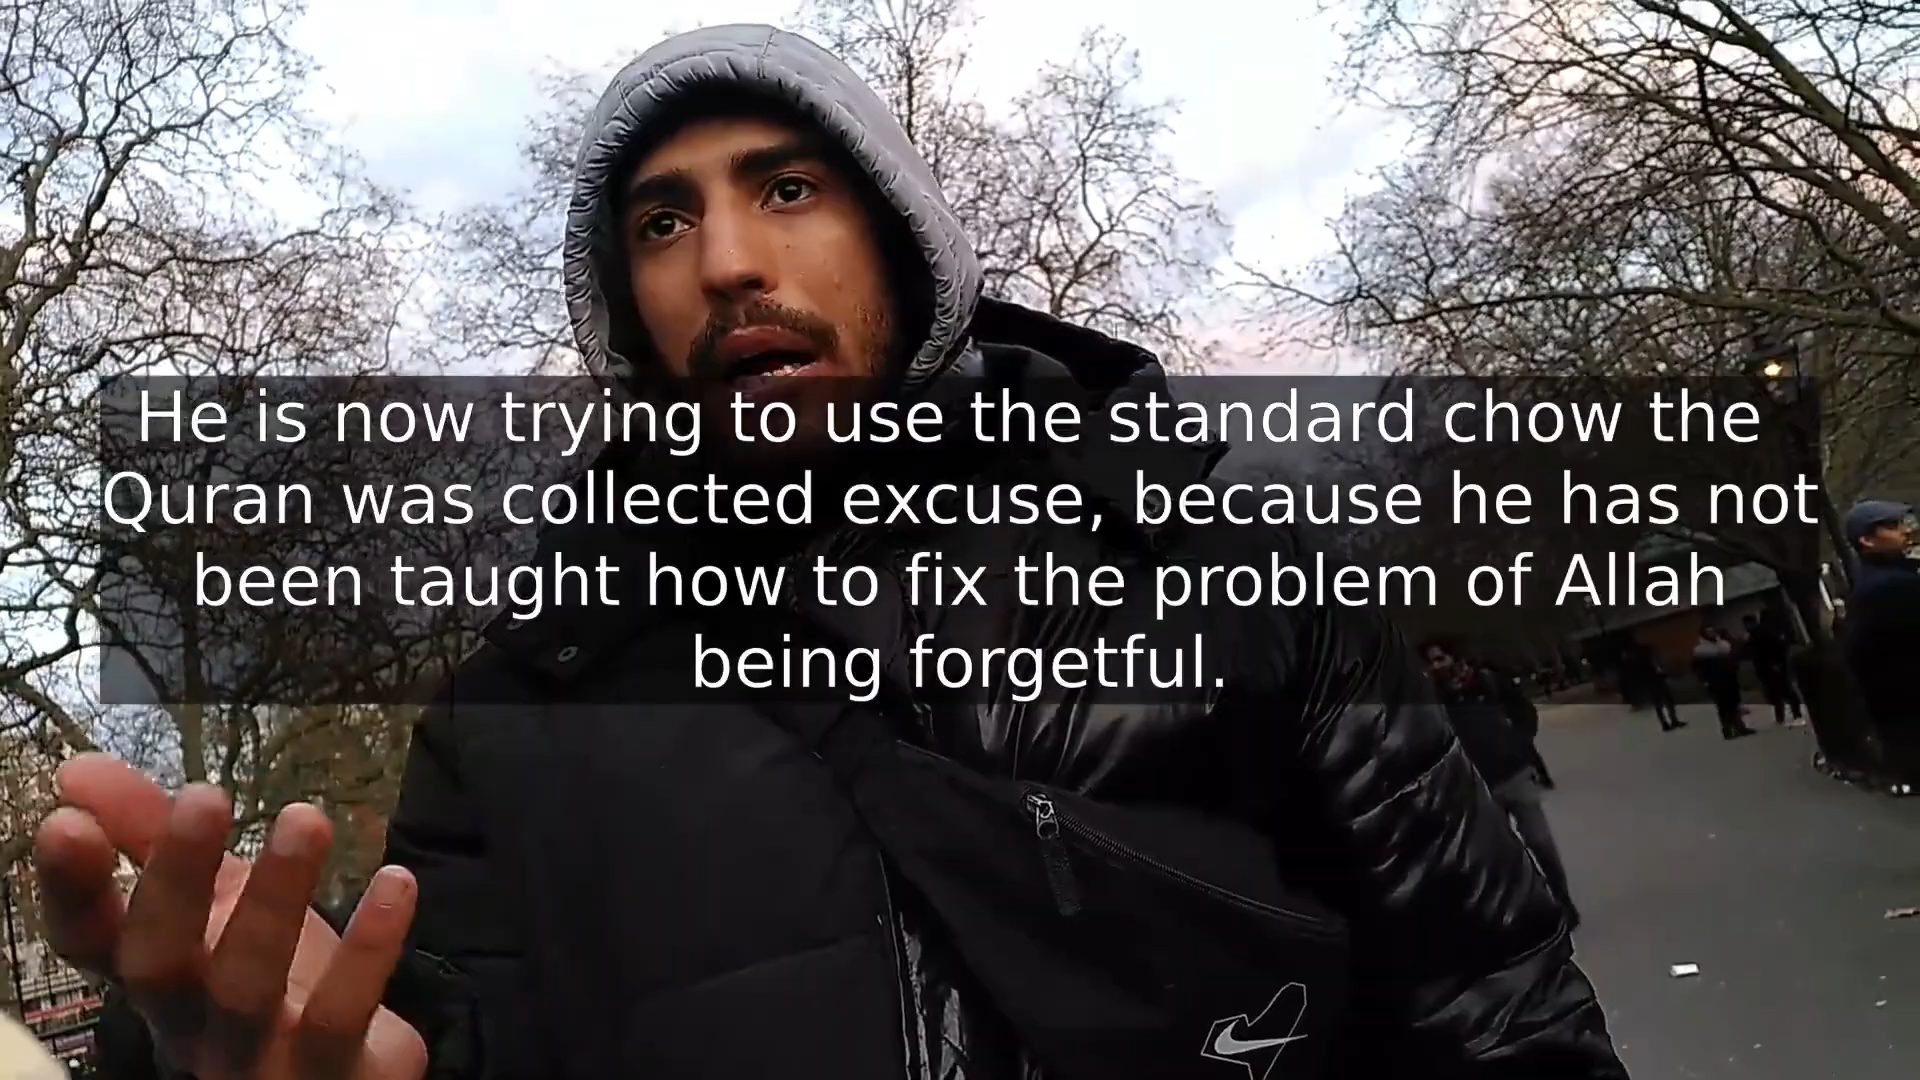 He is now trying to use the standard chow the
Quran was collected excuse, because he has not
been taught how to fix the problem of Allah
being forgetful.